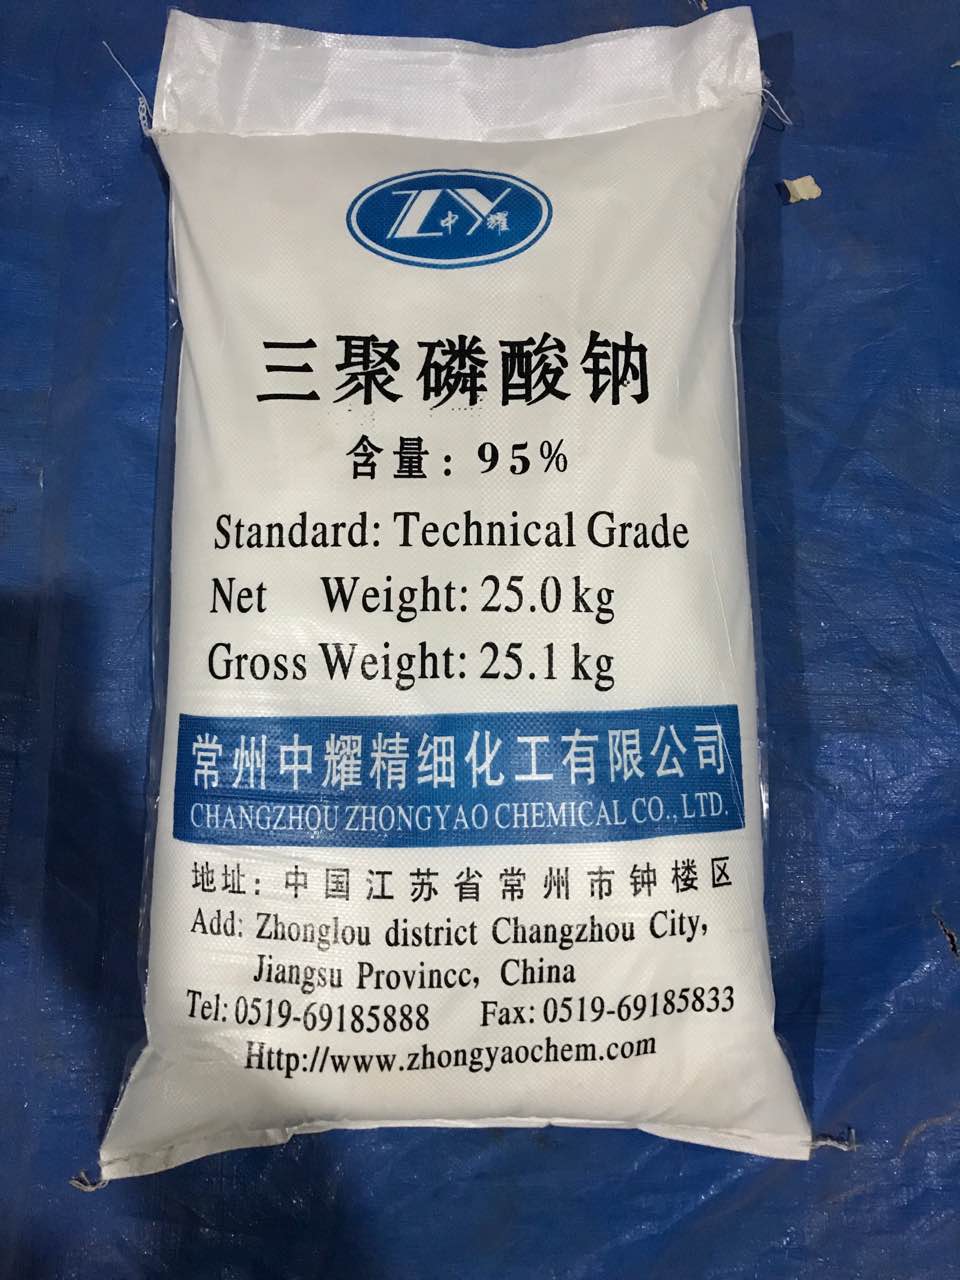 ZY
中耀
三聚磷酸钠
含量: 95%
Standard: Technical Grade
Net Weight: 25.0 kg
Gross Weight: 25.1 kg
常州中耀精细化工有限公司
CHANGZHOU ZHONGYAO CHEMICAL CO., LTD.
地址: 中国江苏省常州市钟楼区
Add: Zhonglou district Changzhou City,
Jiangsu Provincc, China
Tel: 0519-69185888 Fax: 0519-69185833
Http://www.zhongyaochem.com